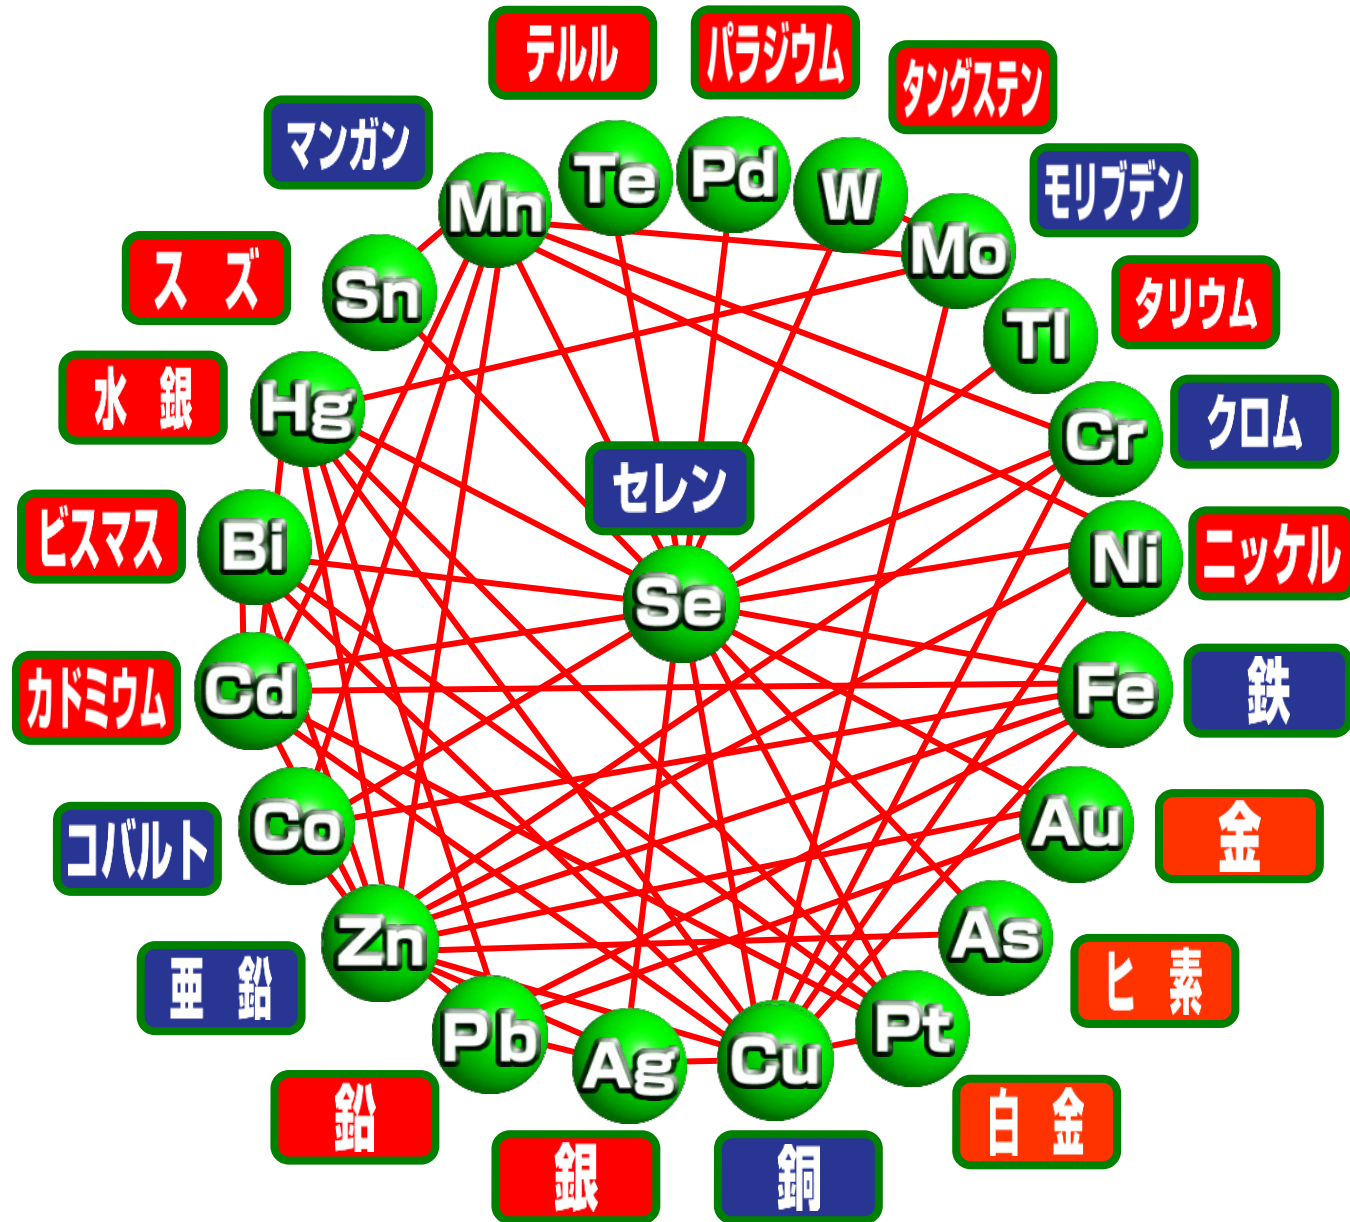 テルル
パラジウム
タングステン
マンガン
モリブデン
Te
Pd
W
Mn
Mo
ス ズ
Sn
Tl
タリウム
水 銀
Hg
Cr
クロム
セレン
ビスマス
Bi
Ni
ニッケル
Se
カドミウム
Cd
Fe
鉄
コバルト
Co
Au
金
亜 鉛
Zn
As
ヒ 素
Pb
Ag
Cu
Pt
鉛
銀
銅
白 金